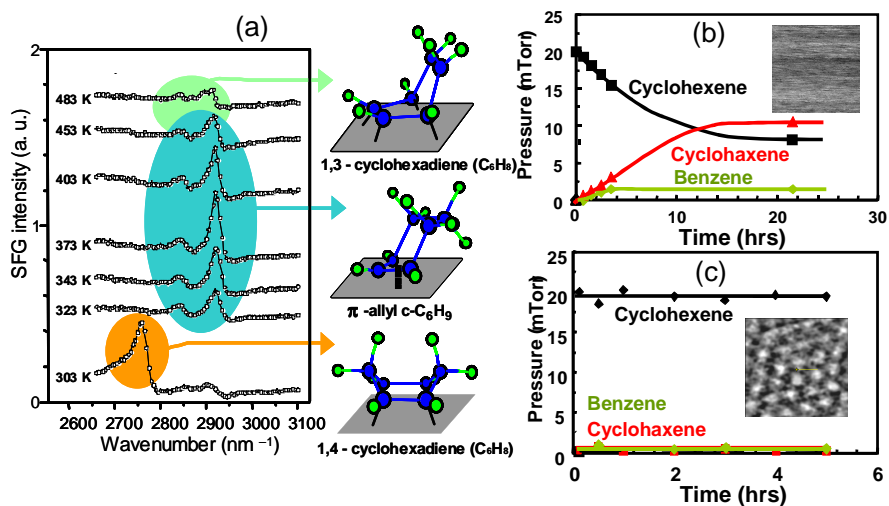 (a)
2
1
0
SFG intensity (a. u.)
483 K
453 K
403 K
373 K
343 K
323 K
303 K
2600 2700 2800 2900 3000 3100
Wavenumber (nm ⁻¹)
1,3 - cyclohexadiene (C₆H₈)
π -allyl c-C₆H₉
1,4 - cyclohexadiene (C₆H₈)
(b)
25
20
15
10
5
0
Pressure (mTorr)
Cyclohexene
Cyclohaxene
Benzene
0 10 20 30
Time (hrs)
(c)
25
20
15
10
5
0
Pressure (mTorr)
Cyclohexene
Benzene
Cyclohaxene
0 2 4 6
Time (hrs)